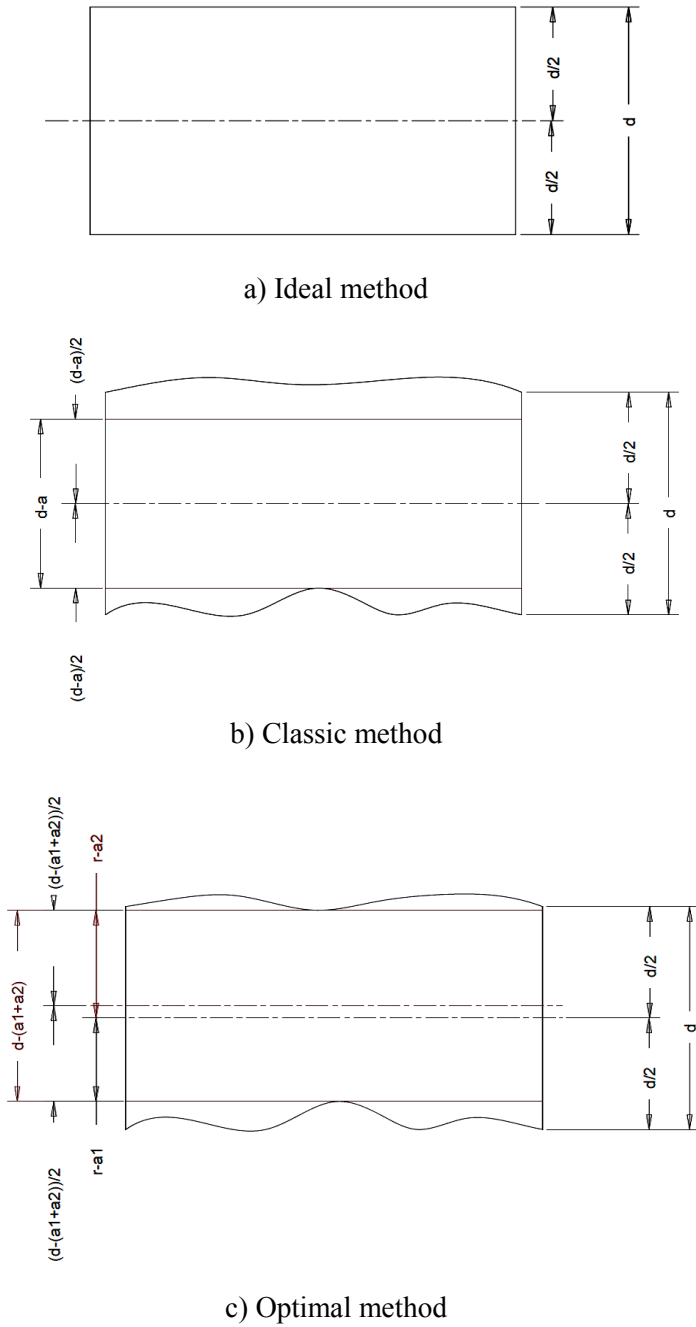 d/2
d/2
d
a) Ideal method
(d-a)/2
d-a
(d-a)/2
d/2
d/2
d
b) Classic method
(d-(a1+a2))/2
r-a2
d-(a1+a2)
(d-(a1+a2))/2
r-a1
d/2
d/2
d
c) Optimal method